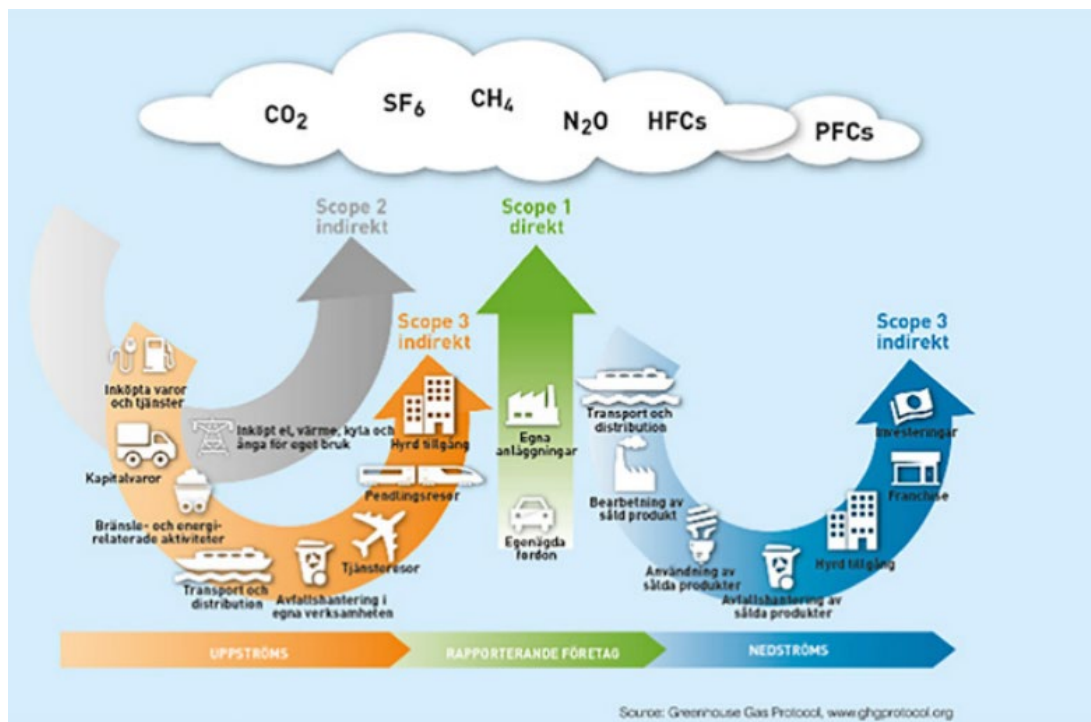 CO₂
SF₆
CH₄
N₂O
HFCs
PFCs
Scope 2
indirekt
Scope 1
direkt
Scope 3
indirekt
Scope 3
indirekt
Inköpta varor
och tjänster
Kapitalvaror
Bränsle- och energi-
relaterade aktiviteter
Inköpt el, värme, kyla och
ånga för eget bruk
Transport och
distribution
Avfallshantering i
egna verksamheten
Tjänsteresor
Pendlingsresor
Hyrd tillgång
Egna
anläggningar
Egenägda
fordon
Transport och
distribution
Bearbetning av
såld produkt
Användning av
sålda produkter
Avfallshantering av
sålda produkter
Hyrd tillgång
Franchise
Investeringar
UPPSTRÖMS
RAPPORTERANDE FÖRETAG
NEDSTRÖMS
Source: Greenhouse Gas Protocol, www.ghgprotocol.org